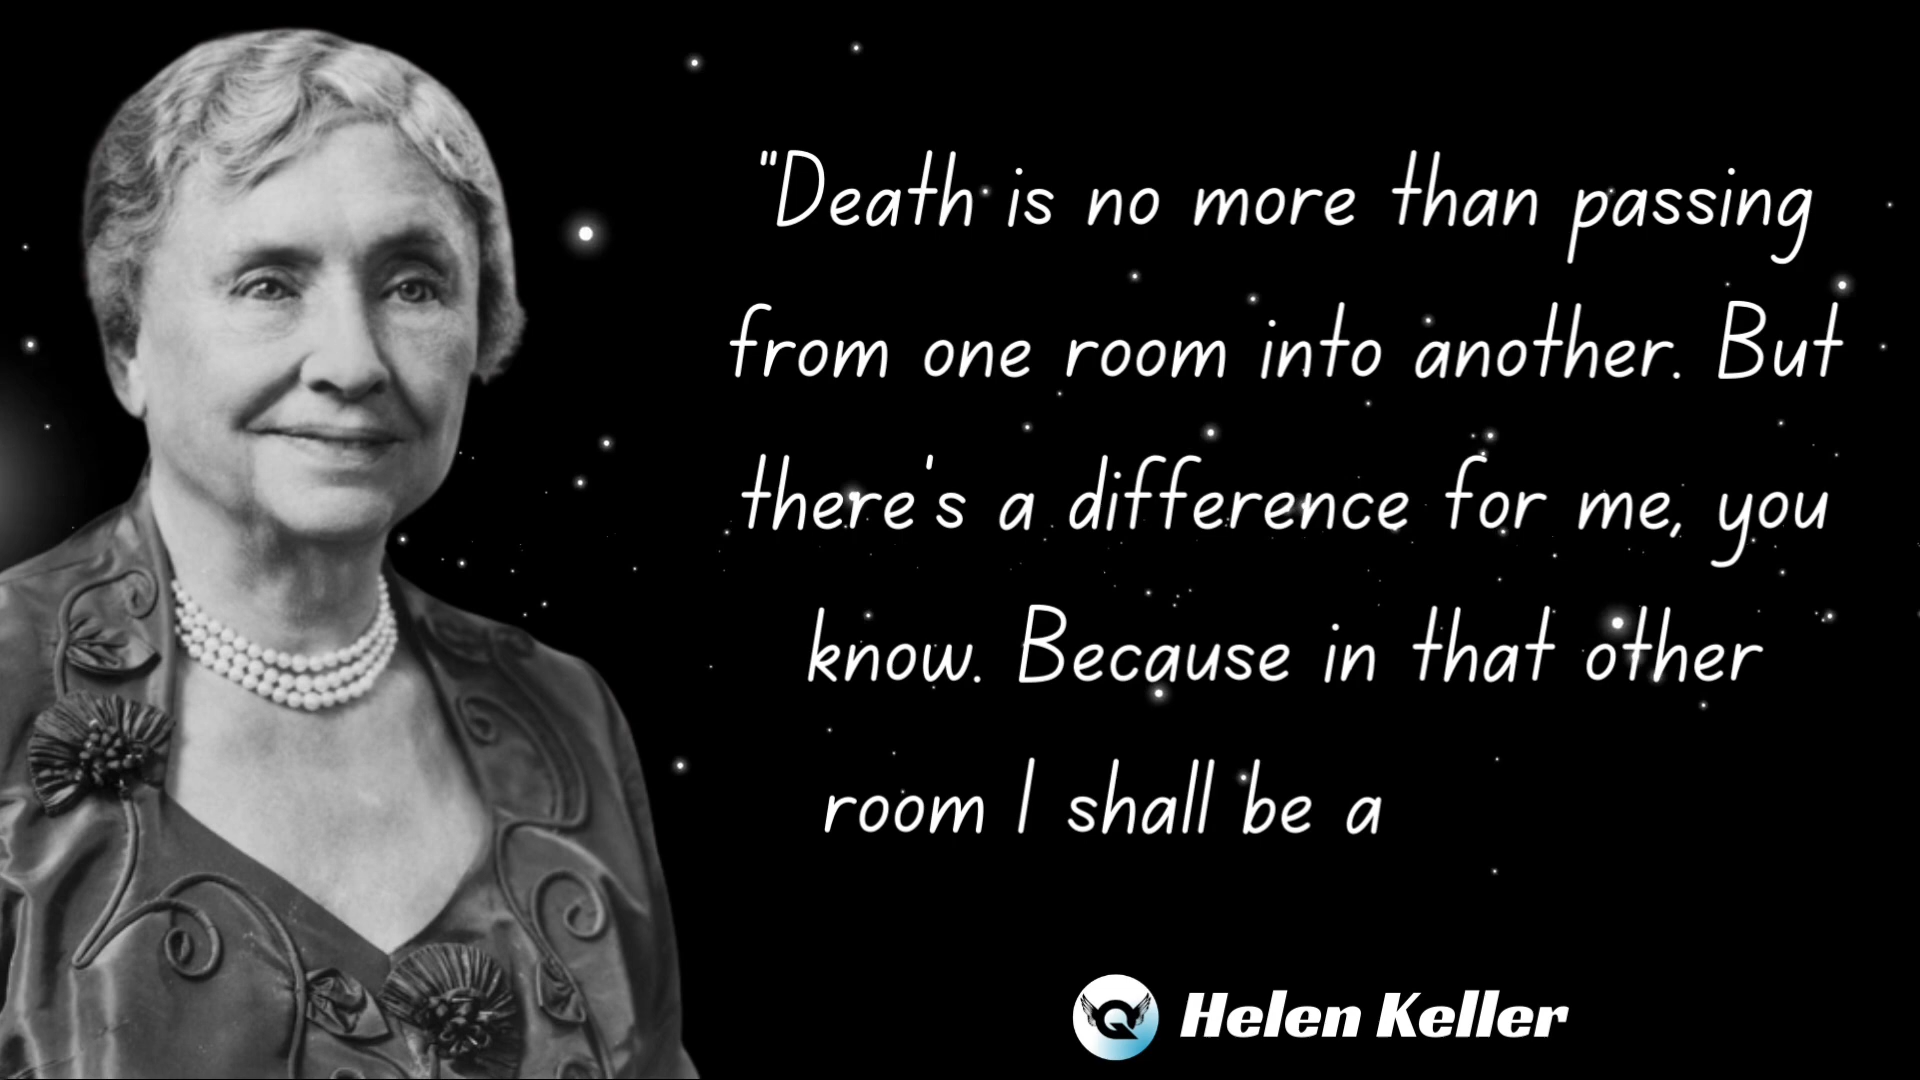 "Death is no more than passing
from one room into another. But
there's a difference for me, you
know. Because in that other
room I shall be a
Q Helen Keller